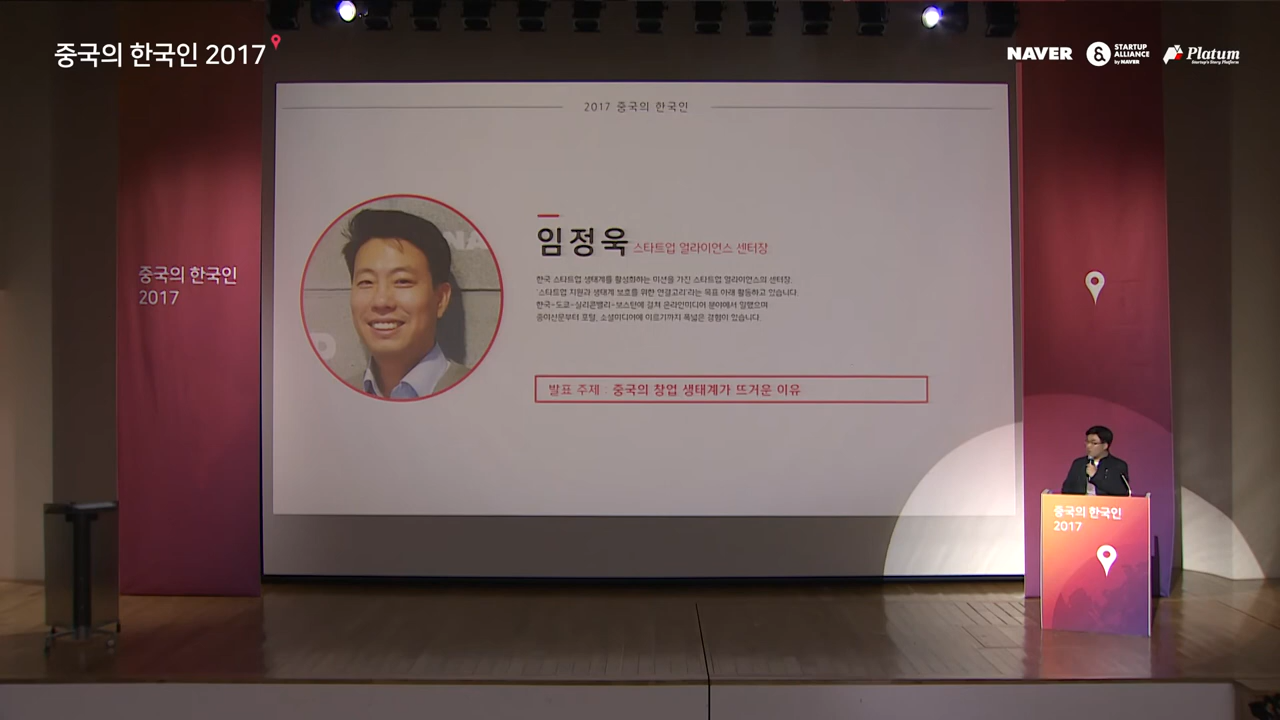 중국의 한국인 2017
NAVER
&
STARTUP
ALLIANCE
by NAVER
Platum
Startup's Story Platform
2017 중국의 한국인
NA
임정욱 스타트업 얼라이언스 센터장
한국 스타트업 생태계를 활성화하는 미션을 가진 스타트업 얼라이언스의 센터장.
'스타트업 지원과 생태계 보호를 위한 연결고리'라는 목표 아래 활동하고 있습니다.
한국-도쿄-실리콘밸리-보스턴에 걸쳐 온라인미디어 분야에서 일했으며
종이신문부터 포털, 소셜미디어에 이르기까지 폭넓은 경험이 있습니다.
발표 주제 : 중국의 창업 생태계가 뜨거운 이유
중국의 한국인
2017
중국의 한국인
2017